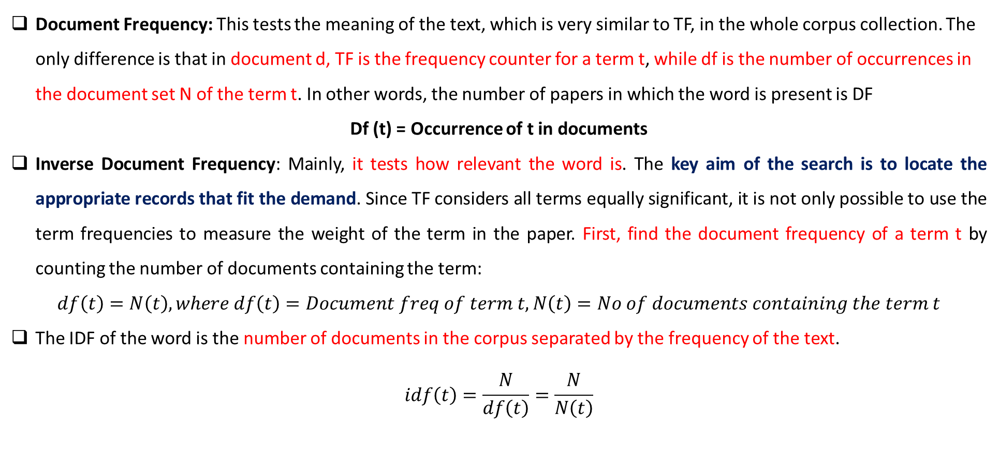 ❑ Document Frequency: This tests the meaning of the text, which is very similar to TF, in the whole corpus collection. The
only difference is that in document d, TF is the frequency counter for a term t, while df is the number of occurrences in
the document set N of the term t. In other words, the number of papers in which the word is present is DF
Df (t) = Occurrence of t in documents
❑ Inverse Document Frequency: Mainly, it tests how relevant the word is. The key aim of the search is to locate the
appropriate records that fit the demand. Since TF considers all terms equally significant, it is not only possible to use the
term frequencies to measure the weight of the term in the paper. First, find the document frequency of a term t by
counting the number of documents containing the term:
df(t) = N(t), where df(t) = Document freq of term t, N(t) = No of documents containing the term t
❑ The IDF of the word is the number of documents in the corpus separated by the frequency of the text.
idf(t) = N/df(t) = N/N(t)